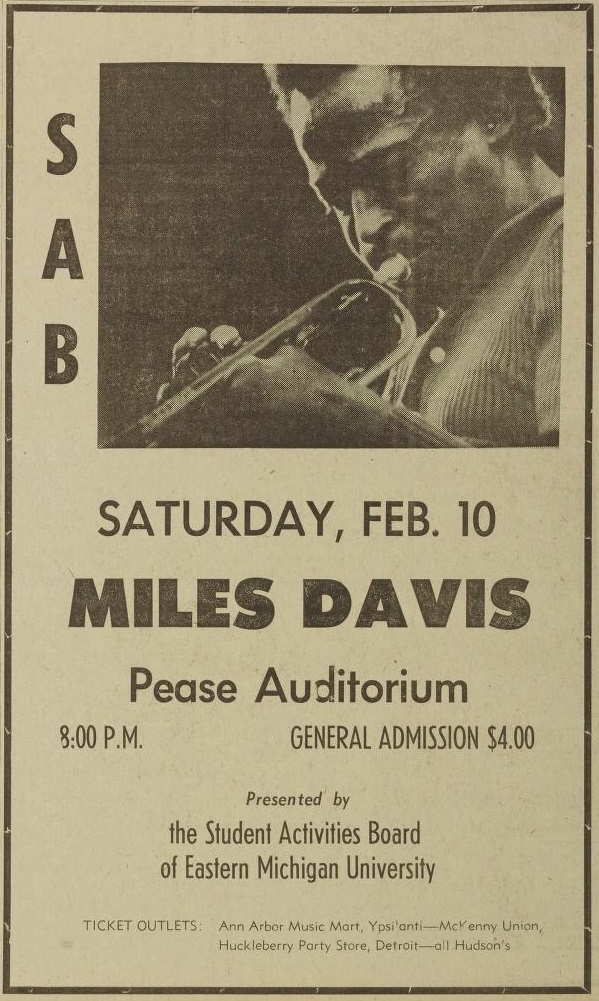 SAB
SATURDAY, FEB. 10
MILES DAVIS
Pease Auditorium
8:00 P.M. GENERAL ADMISSION $4.00
Presented by
the Student Activities Board
of Eastern Michigan University
TICKET OUTLETS: Ann Arbor Music Mart, Ypsilanti—McKenny Union,
Huckleberry Party Store, Detroit—all Hudson's